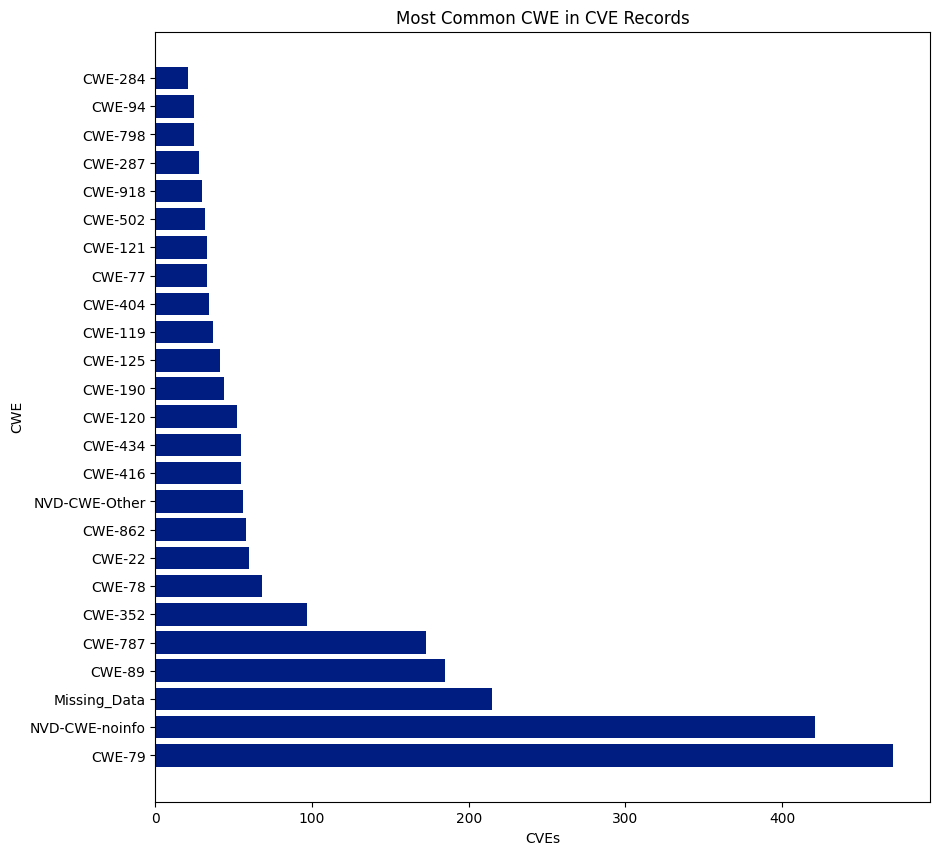 Most Common CWE in CVE Records
CWE-284
CWE-94
CWE-798
CWE-287
CWE-918
CWE-502
CWE-121
CWE-77
CWE-404
CWE-119
CWE-125
CWE-190
CWE-120
CWE-434
CWE-416
NVD-CWE-Other
CWE-862
CWE-22
CWE-78
CWE-352
CWE-787
CWE-89
Missing_Data
NVD-CWE-noinfo
CWE-79
CWE
0 100 200 300 400
CVEs